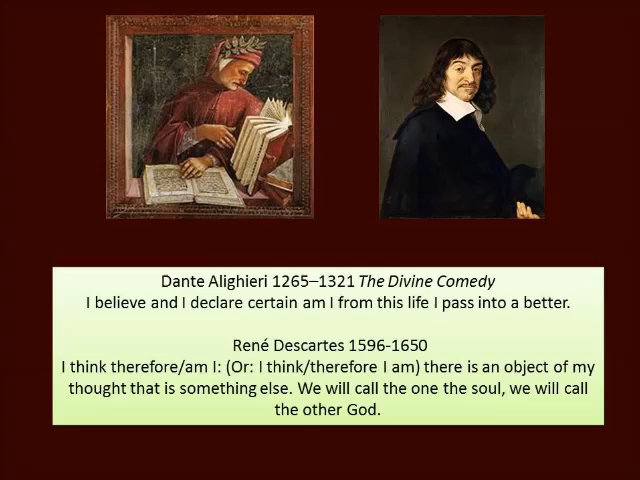 Dante Alighieri 1265–1321 The Divine Comedy
I believe and I declare certain am I from this life I pass into a better.
René Descartes 1596-1650
I think therefore/am I: (Or: I think/therefore I am) there is an object of my
thought that is something else. We will call the one the soul, we will call
the other God.